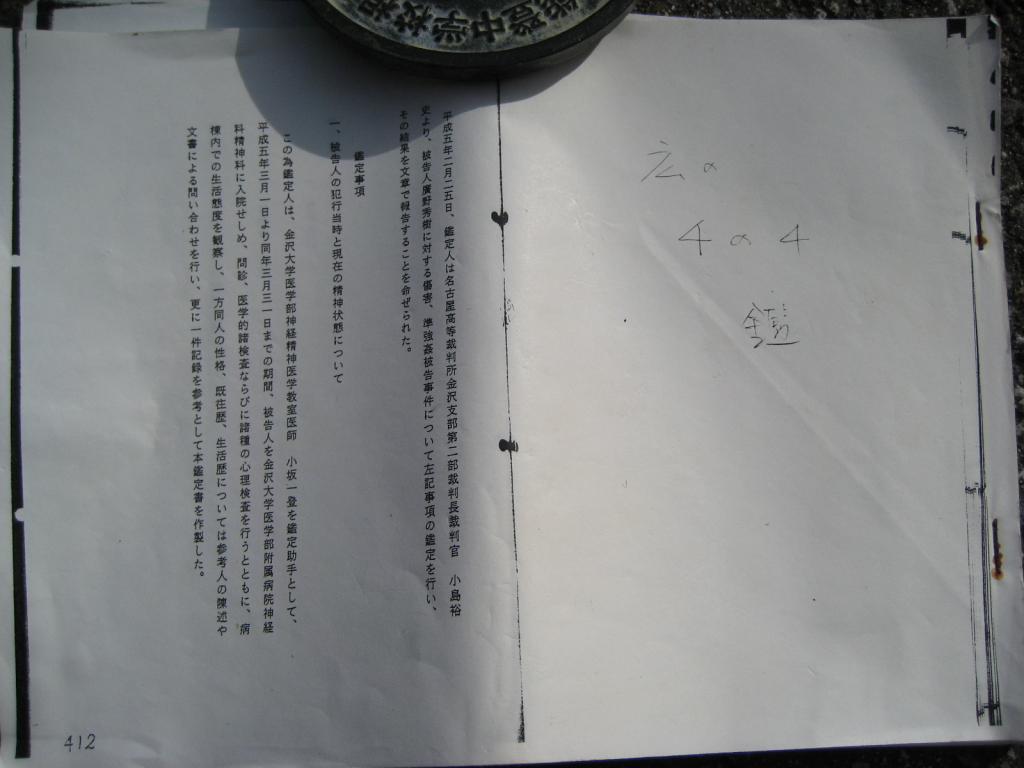 広の
4の4
鑑
平成五年二月二五日、鑑定人は名古屋高等裁判所金沢支部第二部裁判長裁判官　小島裕
史より、被告人廣野秀樹に対する傷害、準強姦被告事件について左記事項の鑑定を行い、
その結果を文章で報告することを命ぜられた。
鑑定事項
一、被告人の犯行当時と現在の精神状態について
この為鑑定人は、金沢大学医学部神経精神医学教室医師　小坂一登を鑑定助手として、
平成五年三月一日より同年三月三一日までの期間、被告人を金沢大学医学部附属病院神経
科精神科に入院せしめ、問診、医学的諸検査ならびに諸種の心理検査を行うとともに、病
棟内での生活態度を観察し、一方同人の性格、既往歴、生活歴については参考人の陳述や
文書による問い合わせを行い、更に一件記録を参考として本鑑定書を作製した。
412